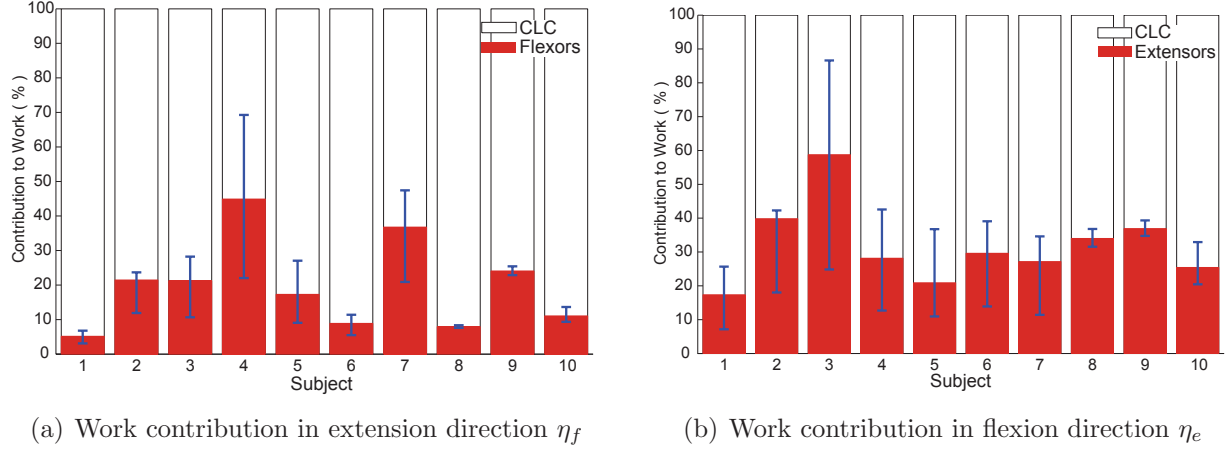 100
90
80
70
60
50
40
30
20
10
0
Contribution to Work ( % )
CLC
Flexors
1 2 3 4 5 6 7 8 9 10
Subject
(a) Work contribution in extension direction ηf
100
90
80
70
60
50
40
30
20
10
0
Contribution to Work ( % )
CLC
Extensors
1 2 3 4 5 6 7 8 9 10
Subject
(b) Work contribution in flexion direction ηe